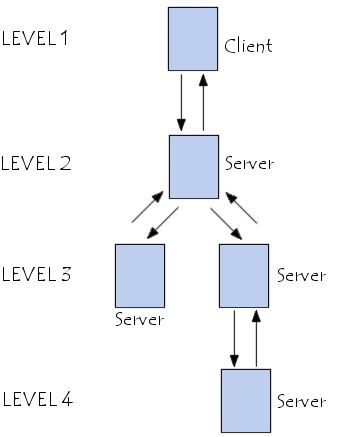 LEVEL 1
Client
LEVEL 2
Server
LEVEL 3
Server
Server
LEVEL 4
Server